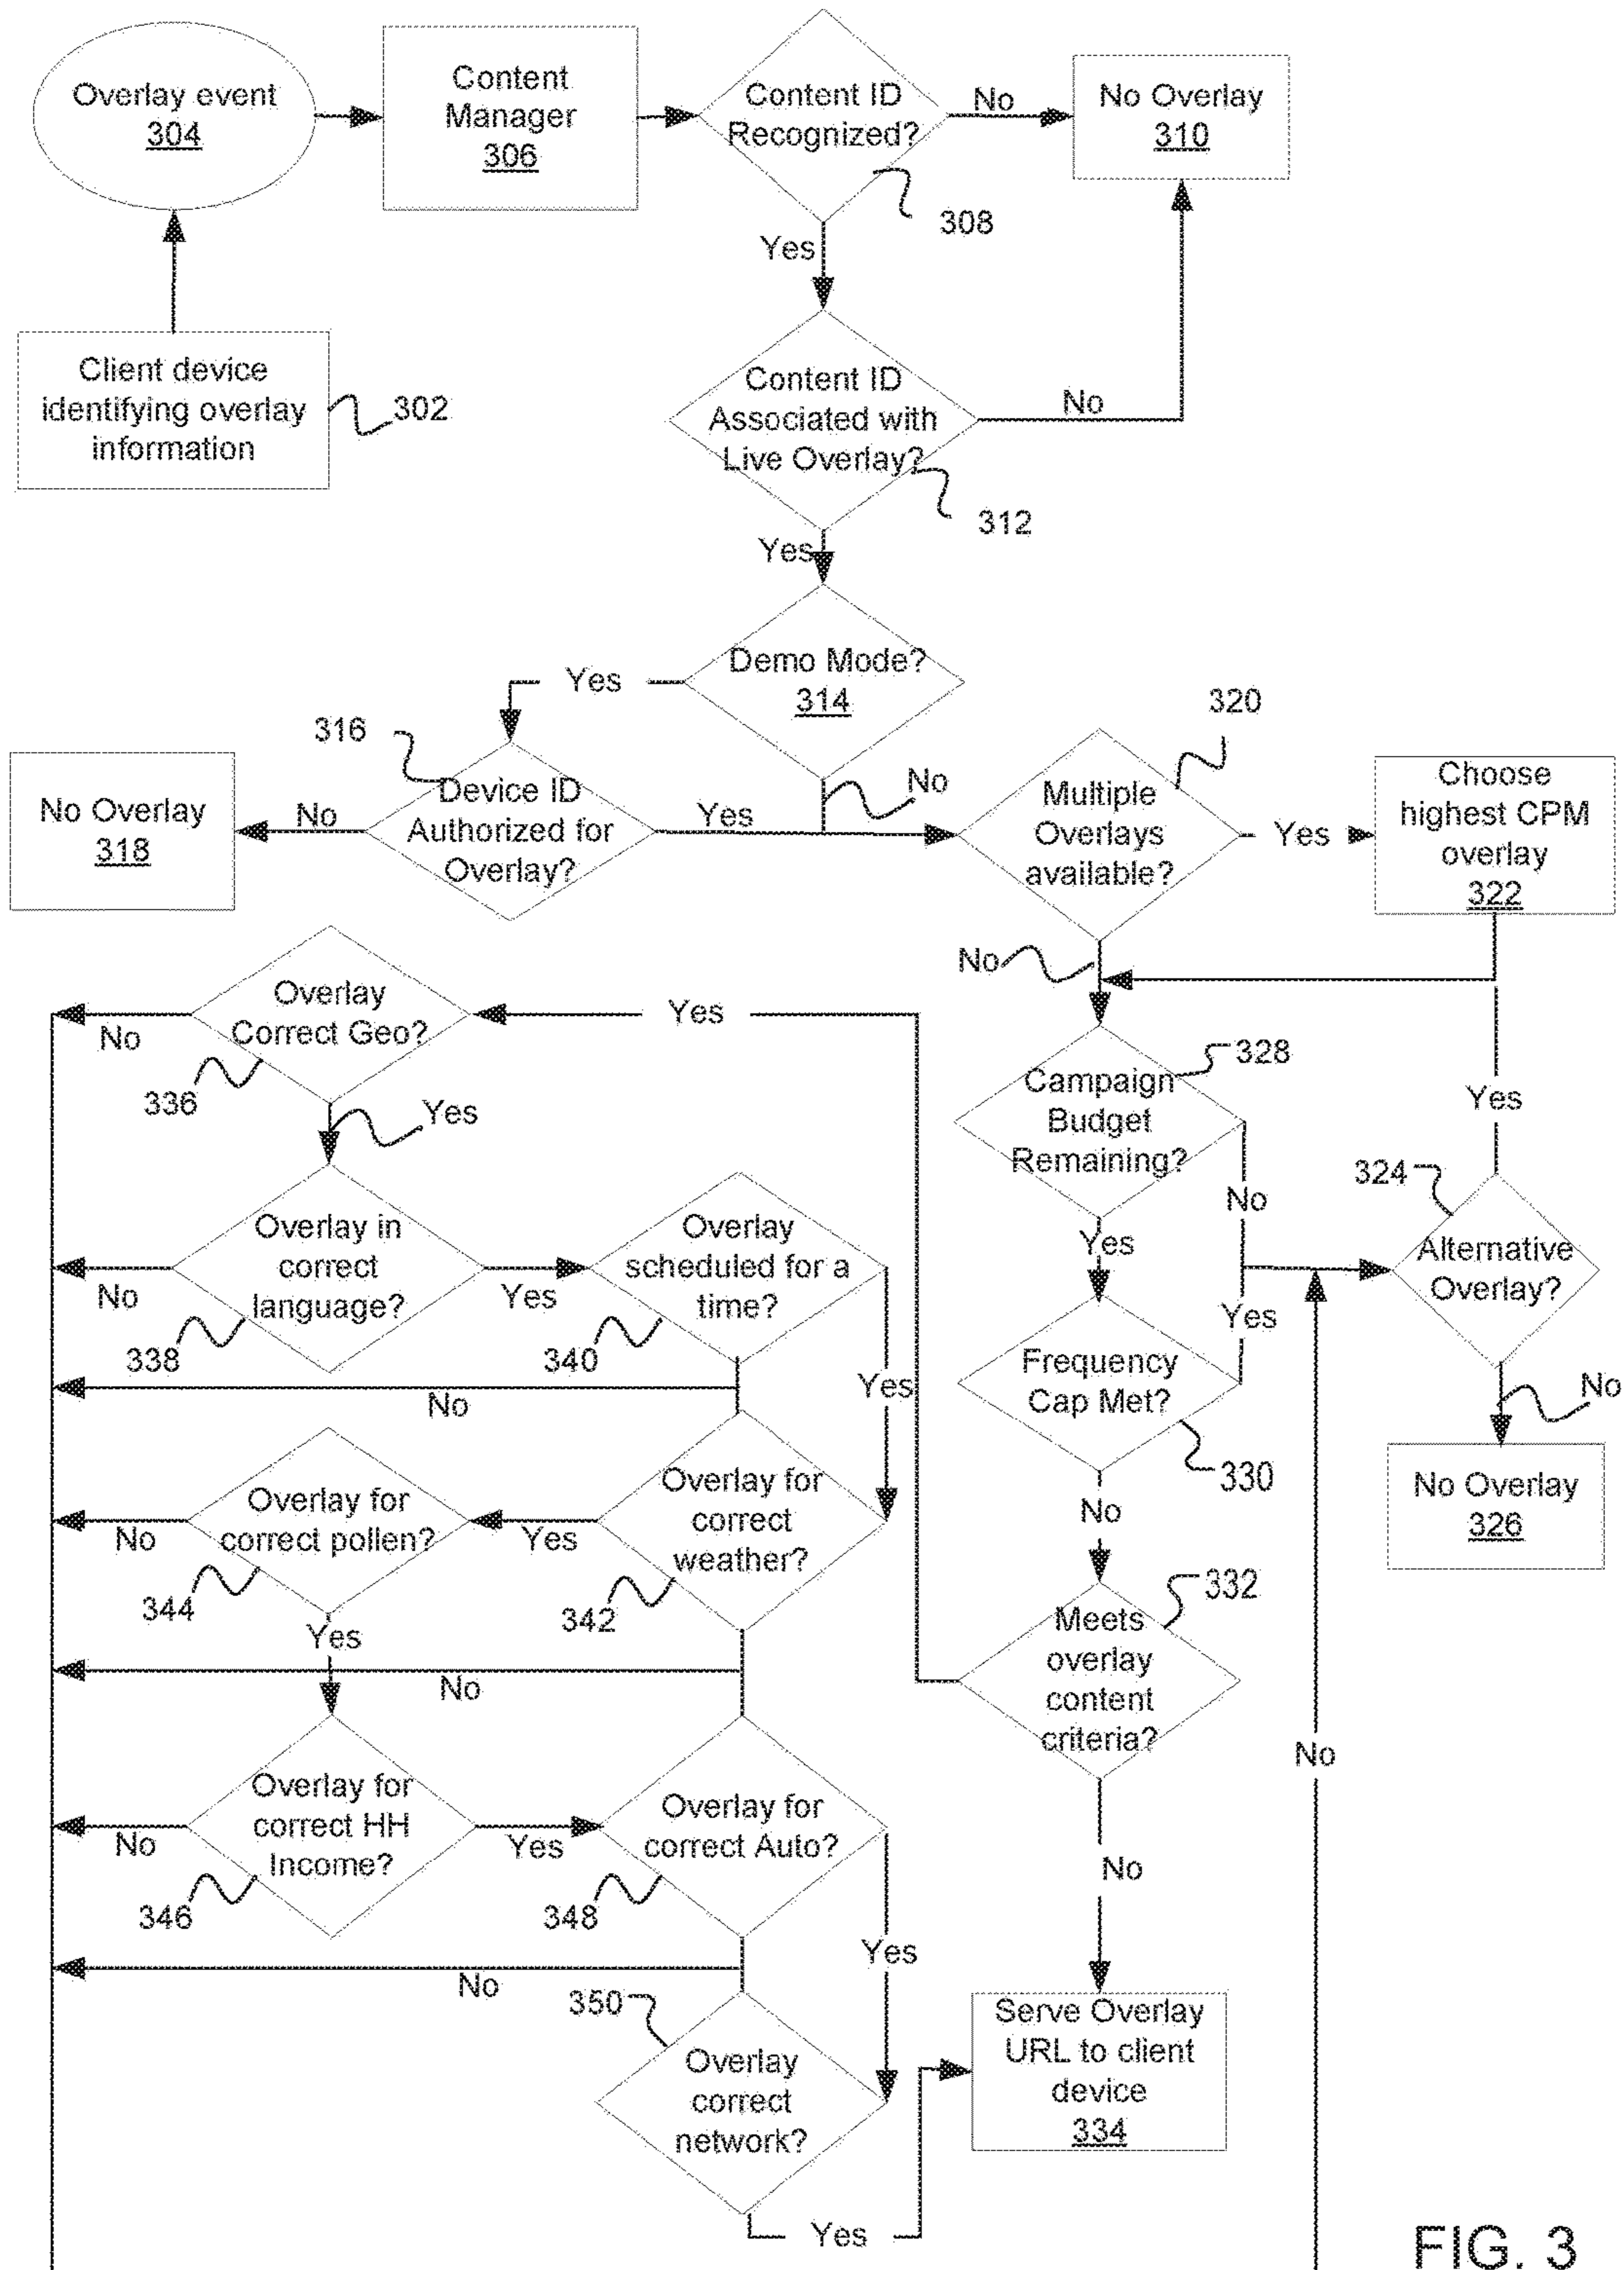 Overlay event
304
Content
Manager
306
Content ID
Recognized?
308
No
No Overlay
310
Yes
Client device
identifying overlay
information
302
Content ID
Associated with
Live Overlay?
312
No
Yes
Demo Mode?
314
Yes
No
316
Device ID
Authorized for
Overlay?
No
No Overlay
318
Yes
320
Multiple
Overlays
available?
Yes
Choose
highest CPM
overlay
322
No
Overlay
Correct Geo?
336
No
Yes
Yes
328
Campaign
Budget
Remaining?
No
Yes
Yes
324
Alternative
Overlay?
No
No Overlay
326
Overlay in
correct
language?
338
No
Yes
Overlay
scheduled for a
time?
340
No
Yes
Frequency
Cap Met?
330
Yes
No
Overlay for
correct pollen?
344
No
Yes
Yes
Overlay for
correct
weather?
342
No
332
Meets
overlay
content
criteria?
No
No
Overlay for
correct HH
Income?
346
No
Yes
Overlay for
correct Auto?
348
No
Yes
350
Overlay
correct
network?
Yes
Serve Overlay
URL to client
device
334
FIG. 3